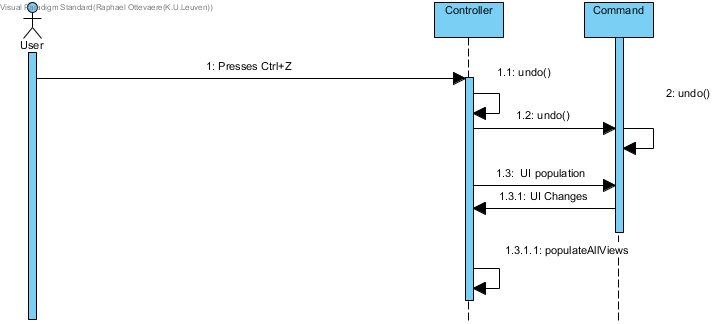 Visual Paradigm Standard(Raphael Ottevaere(K.U.Leuven))
Controller
Command
User
1: Presses Ctrl+Z
1.1: undo()
2: undo()
1.2: undo()
1.3: UI population
1.3.1: UI Changes
1.3.1.1: populateAllViews